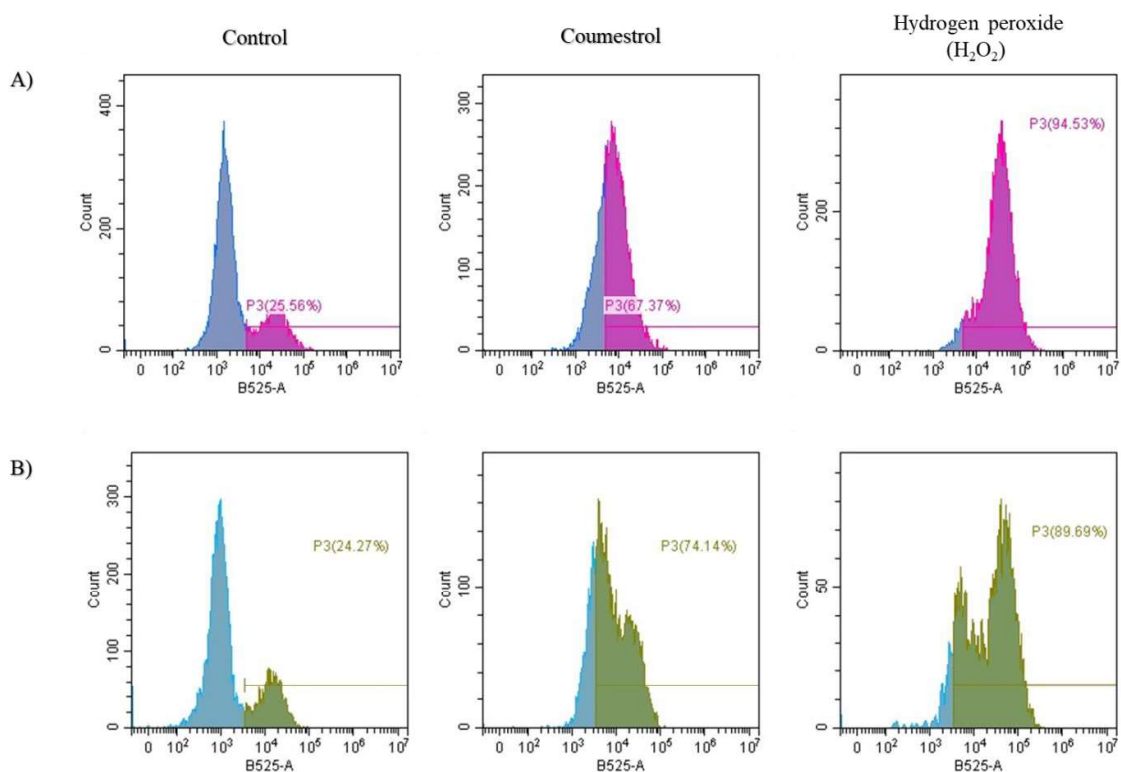 Control
Coumestrol
Hydrogen peroxide
(H₂O₂)
A)
400
200
0
Count
P3(25.56%)
0 10² 10³ 10⁴ 10⁵ 10⁶ 10⁷
B525-A
300
200
100
0
Count
P3(67.37%)
0 10² 10³ 10⁴ 10⁵ 10⁶ 10⁷
B525-A
200
0
Count
P3(94.53%)
0 10² 10³ 10⁴ 10⁵ 10⁶ 10⁷
B525-A
B)
300
200
100
0
Count
P3(24.27%)
0 10² 10³ 10⁴ 10⁵ 10⁶ 10⁷
B525-A
100
0
Count
P3(74.14%)
0 10² 10³ 10⁴ 10⁵ 10⁶ 10⁷
B525-A
50
0
Count
P3(89.69%)
0 10² 10³ 10⁴ 10⁵ 10⁶ 10⁷
B525-A